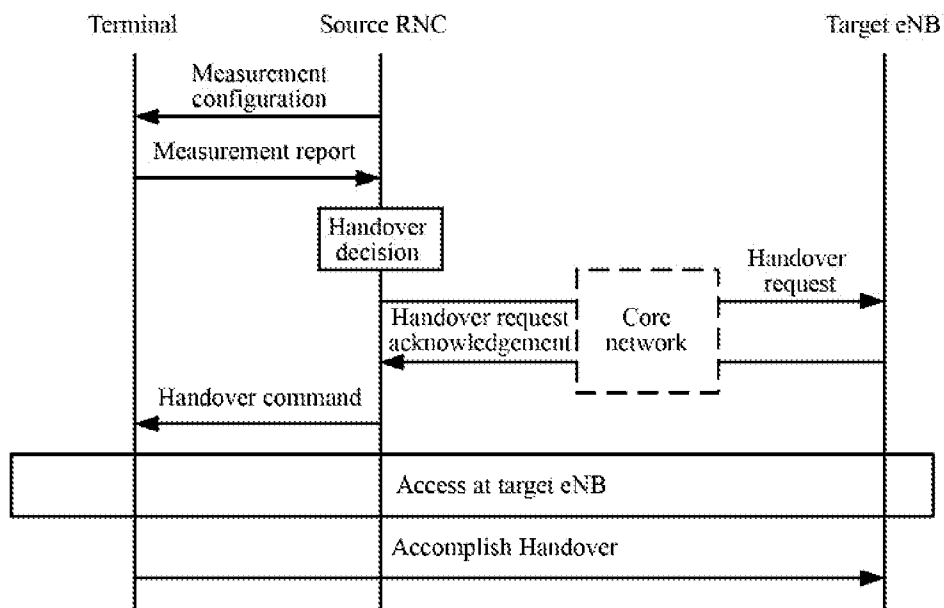 Terminal
Source RNC
Target eNB
Measurement
configuration
Measurement report
Handover
decision
Handover
request
Handover request
acknowledgement
Core
network
Handover command
Access at target eNB
Accomplish Handover